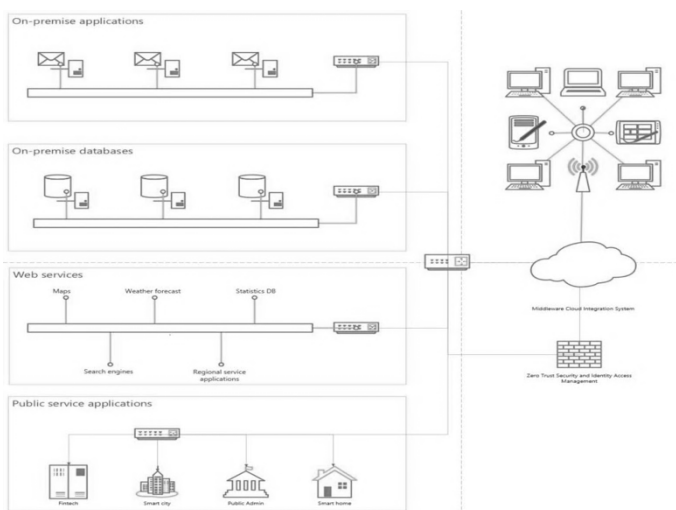 On-premise applications
On-premise databases
Web services
Maps
Weather forecast
Statistics DB
Search engines
Regional service
applications
Public service applications
Fintech
Smart city
Public Admin
Smart home
Middleware Cloud Integration System
Zero Trust Security and Identity Access
Management